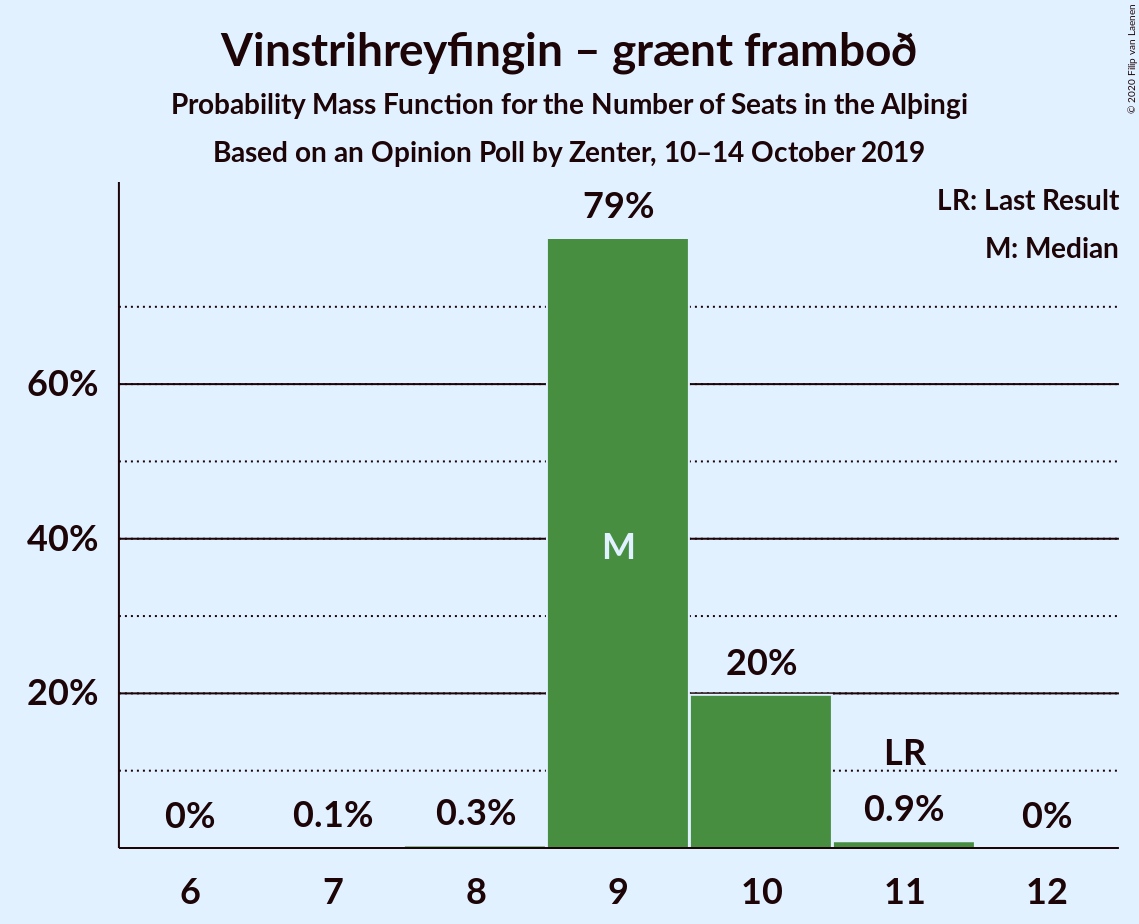 Vinstrihreyfingin – grænt framboð
Probability Mass Function for the Number of Seats in the Alþingi
Based on an Opinion Poll by Zenter, 10–14 October 2019
© 2020 Filip van Laenen
LR: Last Result
M: Median
79%
60%
40%
20%
M
20%
LR
0%
0.1%
0.3%
0.9%
0%
6
7
8
9
10
11
12